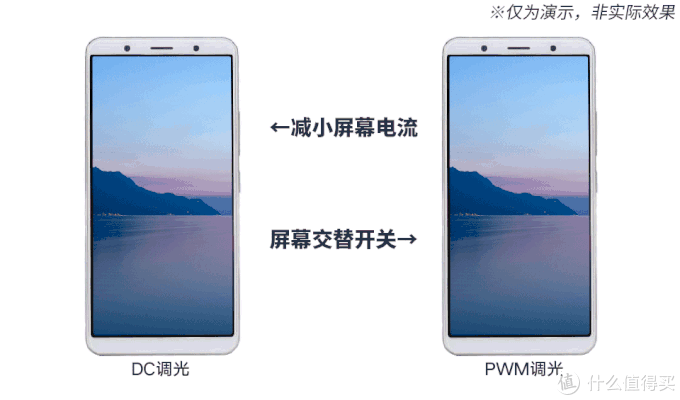 ※仅为演示，非实际效果
←减小屏幕电流
屏幕交替开关→
DC调光
PWM调光
值 什么值得买